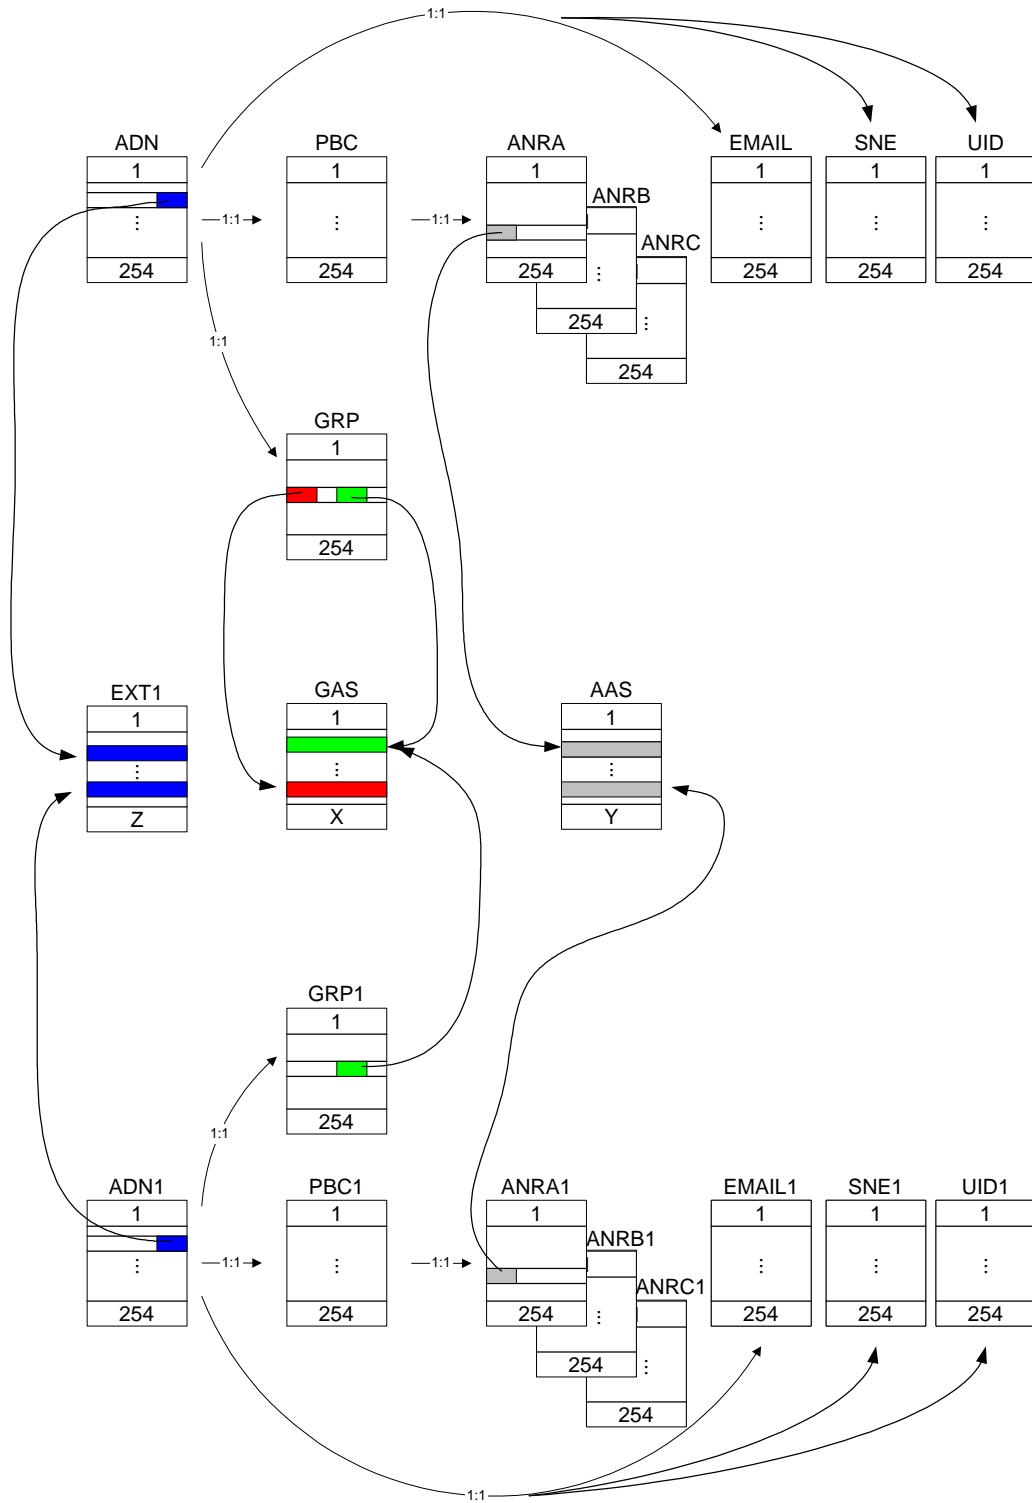 1:1
ADN PBC ANRA EMAIL SNE UID
1 1 1 1 1 1
ANRB
1:1 1:1
⋮ ⋮ ⋮ ⋮ ⋮
ANRC
254 254 254 ⋮ 254 254 254
254 ⋮
1:1
254
GRP
1
254
EXT1 GAS AAS
1 1 1
⋮ ⋮ ⋮
Z X Y
GRP1
1
254
1:1
ADN1 PBC1 ANRA1 EMAIL1 SNE1 UID1
1 1 1 1 1 1
ANRB1
1:1 1:1
⋮ ⋮ ⋮ ⋮ ⋮
ANRC1
254 254 254 ⋮ 254 254 254
254 ⋮
254
1:1